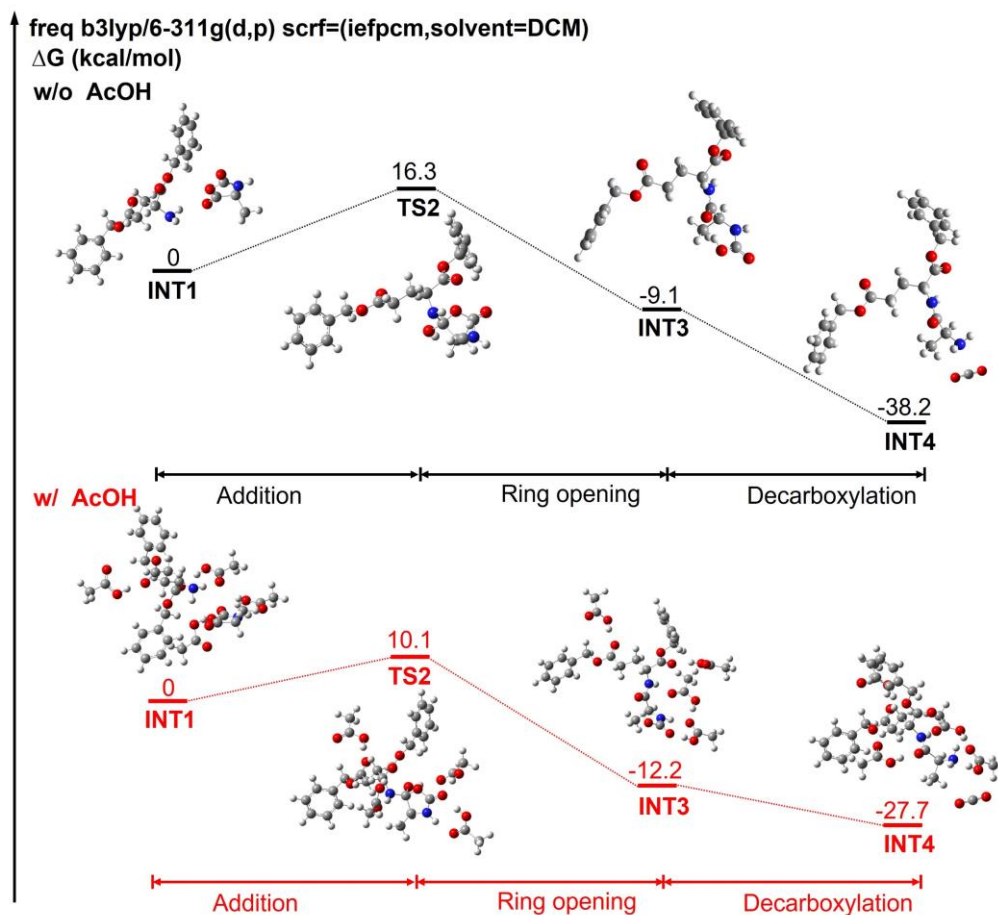 freq b3lyp/6-311g(d,p) scrf=(iefpcm,solvent=DCM)
ΔG (kcal/mol)
w/o AcOH
16.3
TS2
0
INT1
-9.1
INT3
-38.2
INT4
Addition
Ring opening
Decarboxylation
w/ AcOH
10.1
TS2
0
INT1
-12.2
INT3
-27.7
INT4
Addition
Ring opening
Decarboxylation